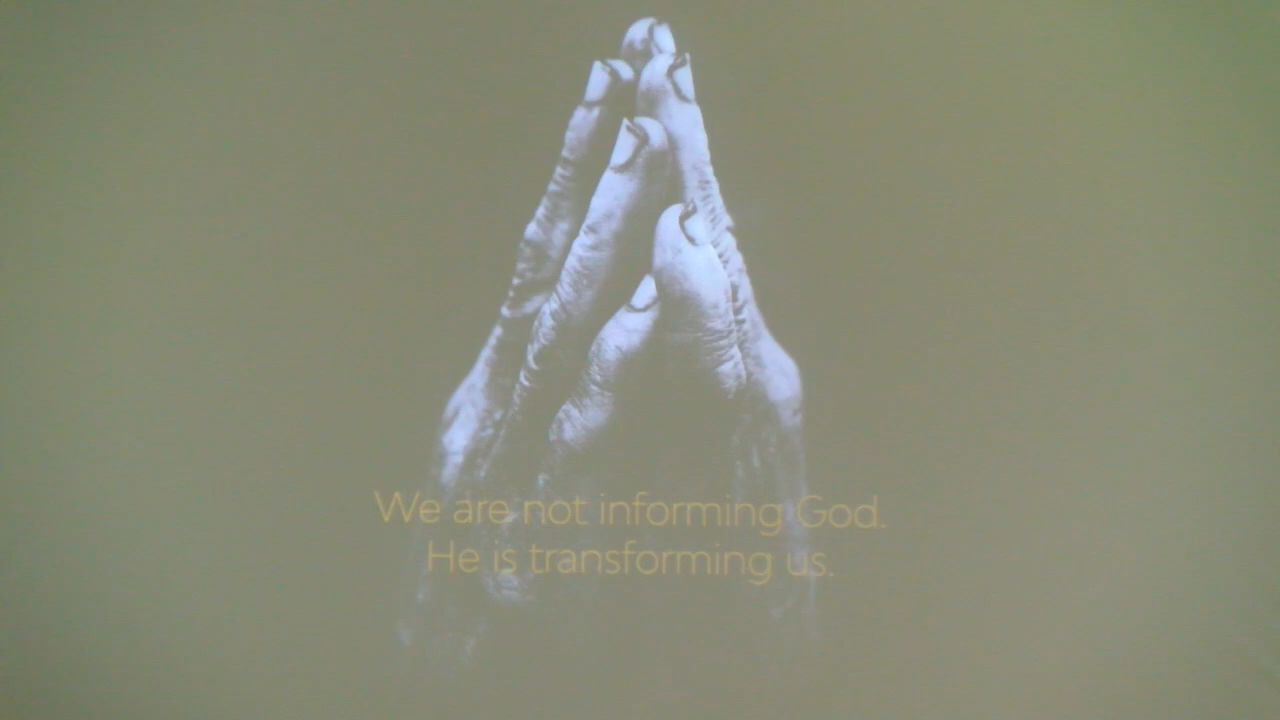 We are not informing God.
He is transforming us.